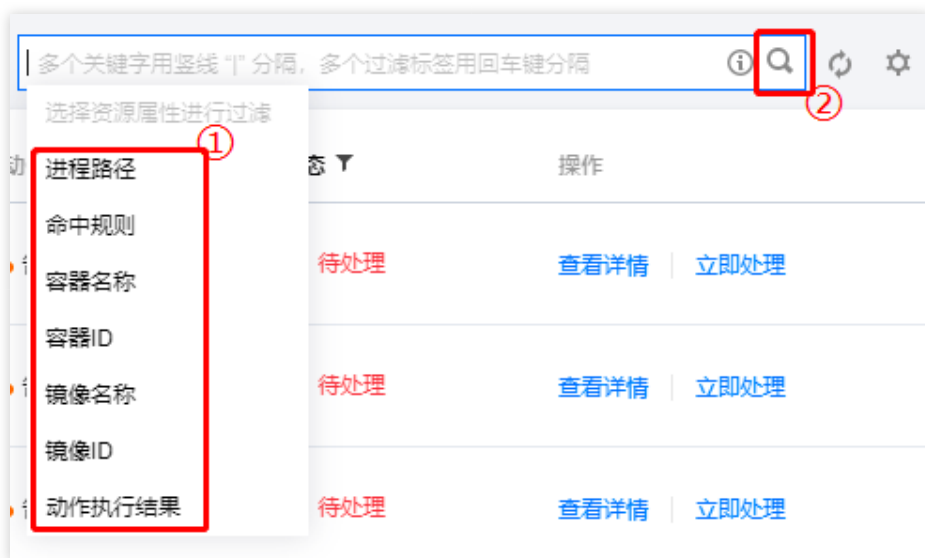 多个关键字用竖线 "|" 分隔，多个过滤标签用回车键分隔
②
选择资源属性进行过滤
①
态 操作
进程路径
命中规则
待处理 查看详情 立即处理
容器名称
容器ID
镜像名称
待处理 查看详情 立即处理
镜像ID
动作执行结果
待处理 查看详情 立即处理